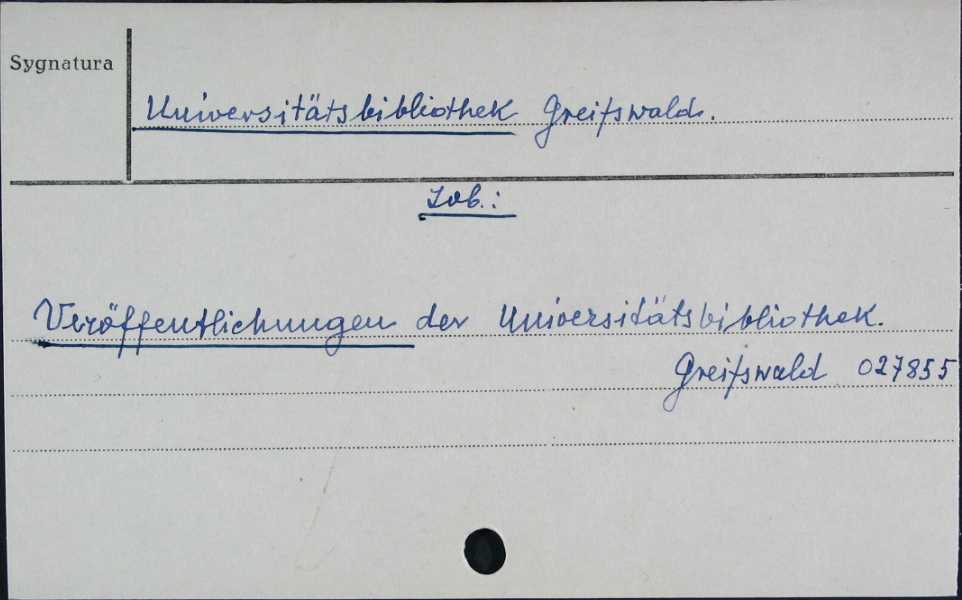 Sygnatura
Universitätsbibliothek Greifswald.
Zob.:
Veröffentlichungen der Universitätsbibliothek.
Greifswald 027855